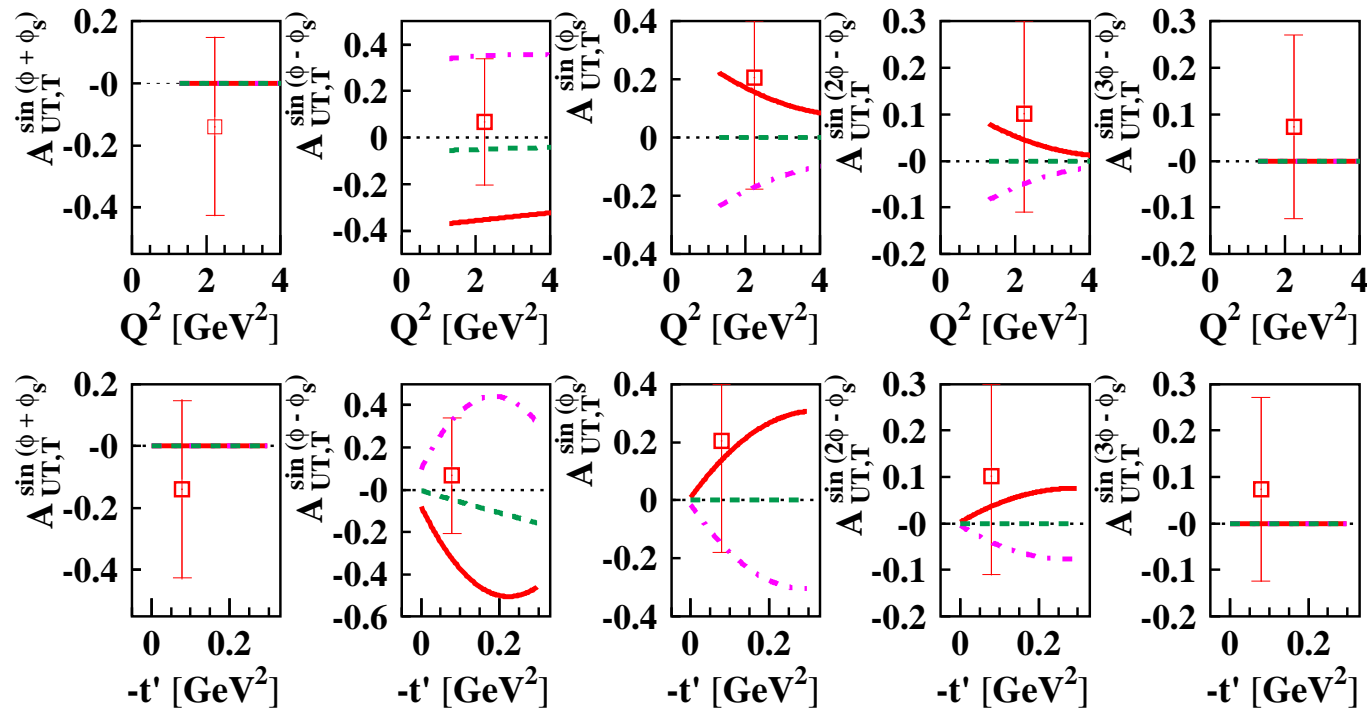 A UT,T sin (ϕ + ϕs)
0.2
-0
-0.2
-0.4
0 2 4
Q² [GeV²]
A UT,T sin (ϕ - ϕs)
0.4
0.2
0
-0.2
-0.4
0 2 4
Q² [GeV²]
A UT,T sin (ϕs)
0.4
0.2
0
-0.2
-0.4
0 2 4
Q² [GeV²]
A UT,T sin (2ϕ - ϕs)
0.3
0.2
0.1
-0
-0.1
-0.2
0 2 4
Q² [GeV²]
A UT,T sin (3ϕ - ϕs)
0.3
0.2
0.1
-0
-0.1
-0.2
0 2 4
Q² [GeV²]
A UT,T sin (ϕ + ϕs)
0.2
-0
-0.2
-0.4
0 0.2
-t' [GeV²]
A UT,T sin (ϕ - ϕs)
0.4
0.2
-0
-0.2
-0.4
-0.6
0 0.2
-t' [GeV²]
A UT,T sin (ϕs)
0.4
0.2
0
-0.2
-0.4
0 0.2
-t' [GeV²]
A UT,T sin (2ϕ - ϕs)
0.3
0.2
0.1
-0
-0.1
-0.2
0 0.2
-t' [GeV²]
A UT,T sin (3ϕ - ϕs)
0.3
0.2
0.1
-0
-0.1
-0.2
0 0.2
-t' [GeV²]